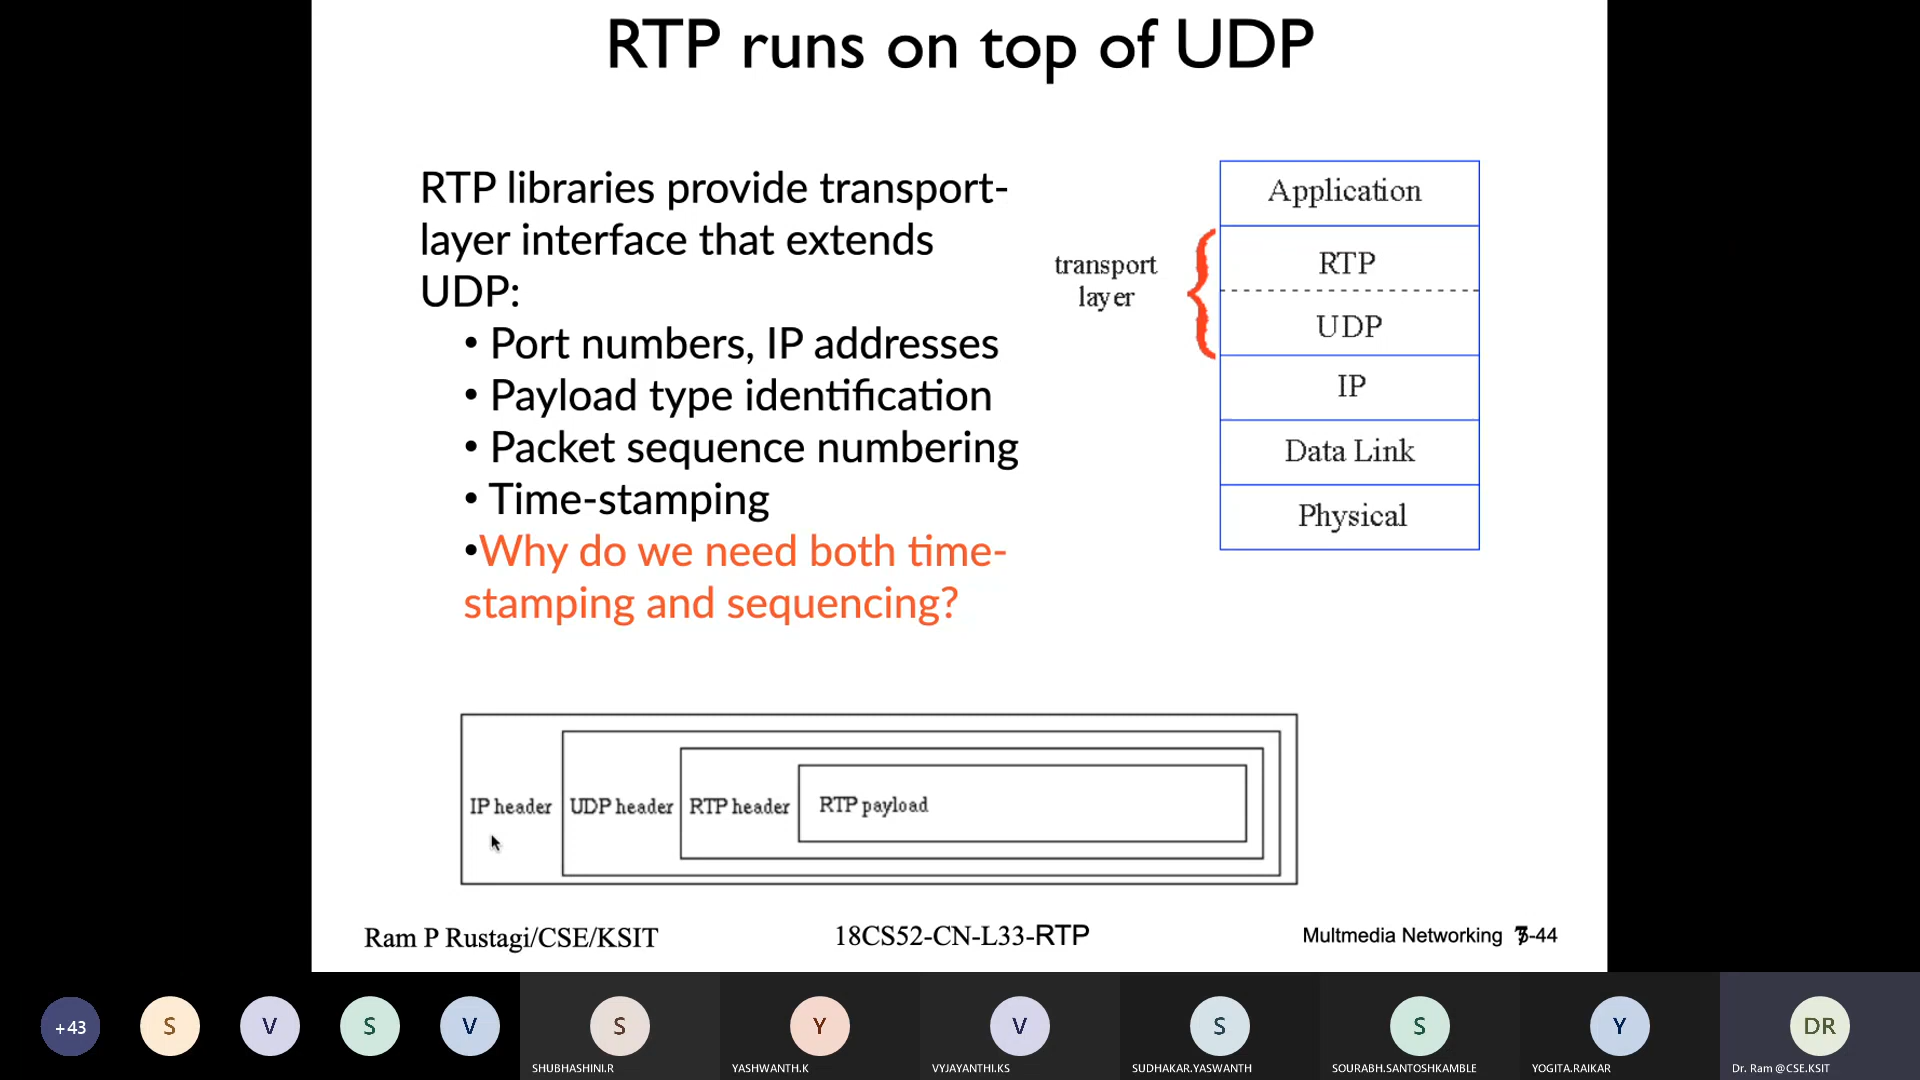 RTP runs on top of UDP
RTP libraries provide transport-
layer interface that extends
UDP:
• Port numbers, IP addresses
• Payload type identification
• Packet sequence numbering
• Time-stamping
•Why do we need both time-
stamping and sequencing?
transport
layer
Application
RTP
UDP
IP
Data Link
Physical
IP header
UDP header
RTP header
RTP payload
Ram P Rustagi/CSE/KSIT
18CS52-CN-L33-RTP
Multmedia Networking
-44
+43
S
V
S
V
S
Y
V
S
S
Y
DR
SHUBHASHINI.R
YASHWANTH.K
VYJAYANTHI.KS
SUDHAKAR.YASWANTH
SOURABH.SANTOSHKAMBLE
YOGITA.RAIKAR
Dr. Ram @CSE.KSIT